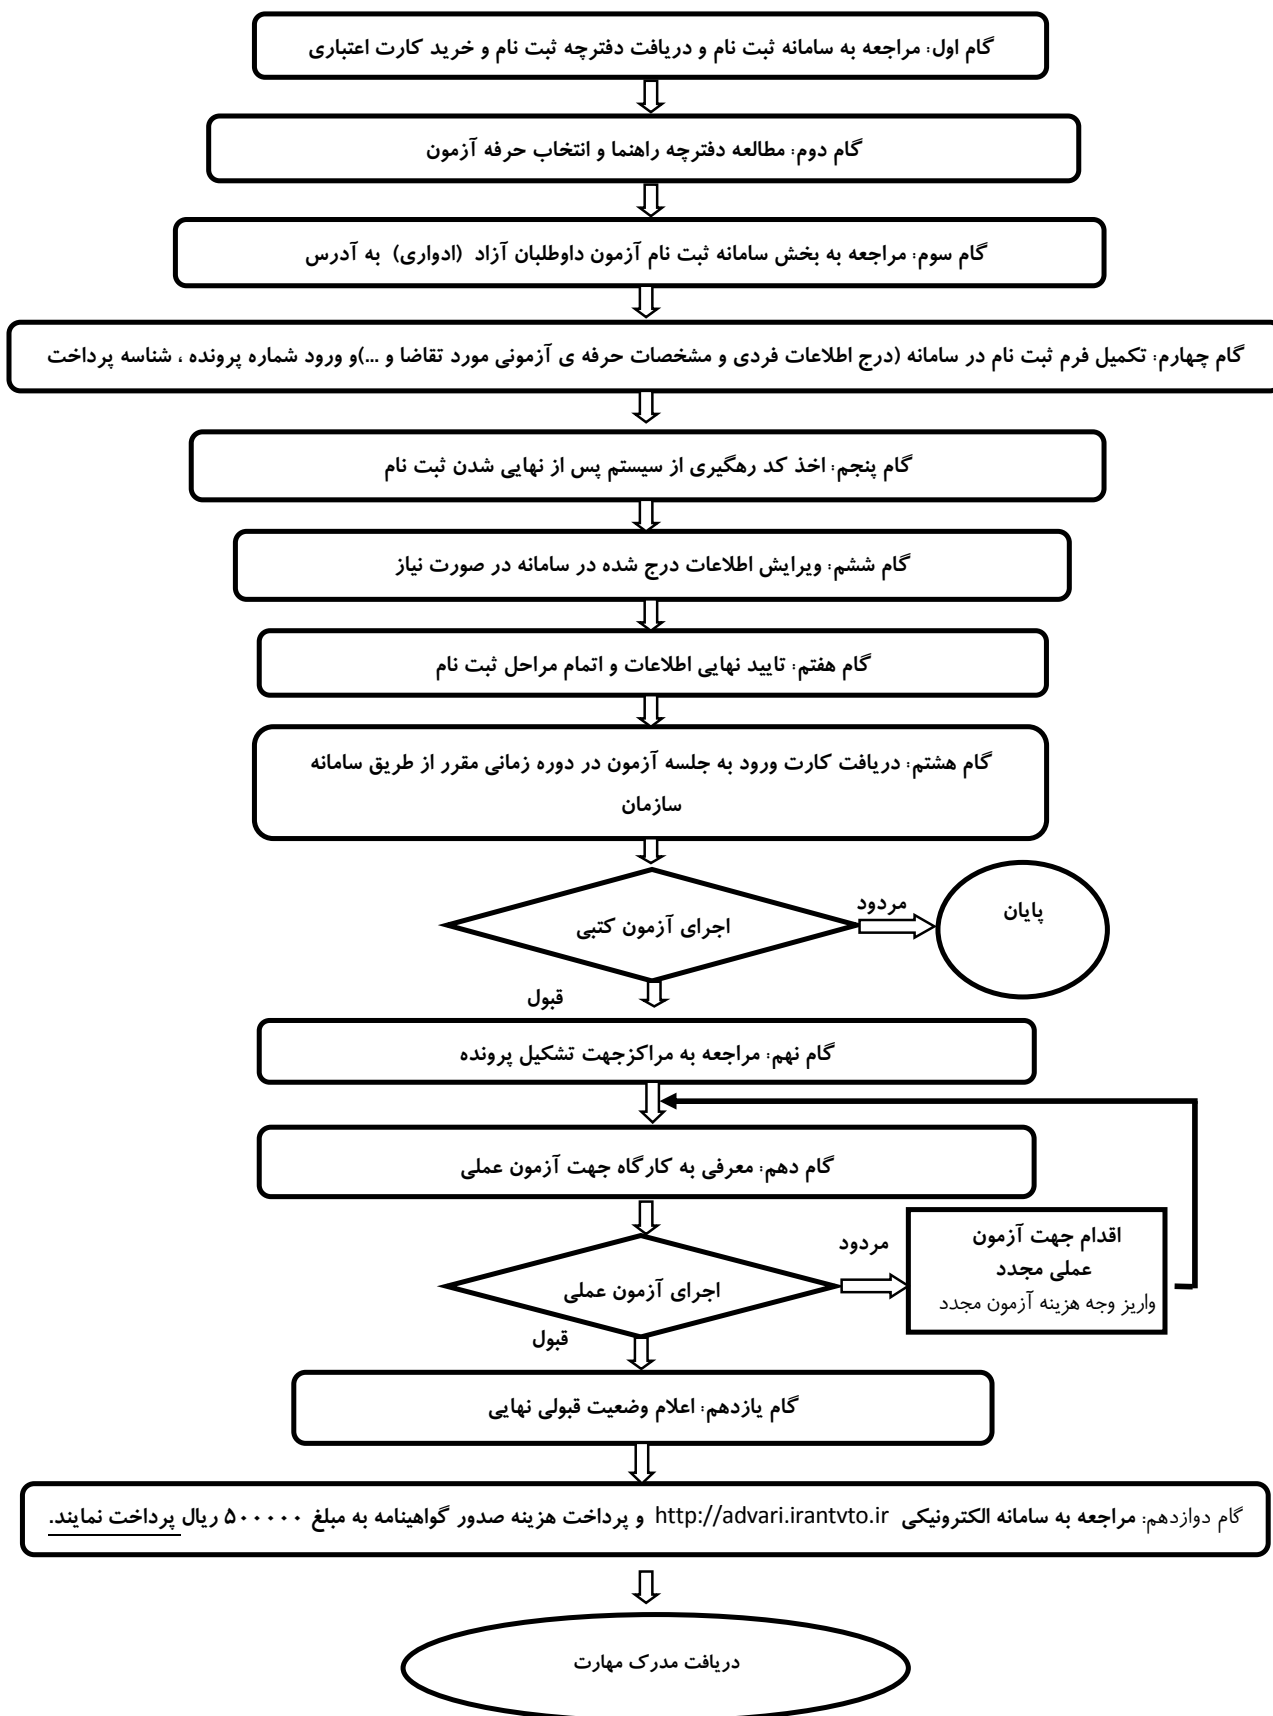 گام اول: مراجعه به سامانه ثبت نام و دریافت دفترچه ثبت نام و خرید کارت اعتباری
گام دوم: مطالعه دفترچه راهنما و انتخاب حرفه آزمون
گام سوم: مراجعه به بخش سامانه ثبت نام آزمون داوطلبان آزاد (ادواری) به آدرس
گام چهارم: تکمیل فرم ثبت نام در سامانه (درج اطلاعات فردی و مشخصات حرفه ی آزمونی مورد تقاضا و ...)و ورود شماره پرونده ، شناسه پرداخت
گام پنجم: اخذ کد رهگیری از سیستم پس از نهایی شدن ثبت نام
گام ششم: ویرایش اطلاعات درج شده در سامانه در صورت نیاز
گام هفتم: تایید نهایی اطلاعات و اتمام مراحل ثبت نام
گام هشتم: دریافت کارت ورود به جلسه آزمون در دوره زمانی مقرر از طریق سامانه
سازمان
اجرای آزمون کتبی
مردود
پایان
قبول
گام نهم: مراجعه به مراکزجهت تشکیل پرونده
گام دهم: معرفی به کارگاه جهت آزمون عملی
اجرای آزمون عملی
مردود
اقدام جهت آزمون
عملی مجدد
واریز وجه هزینه آزمون مجدد
قبول
گام یازدهم: اعلام وضعیت قبولی نهایی
گام دوازدهم: مراجعه به سامانه الکترونیکی http://advari.irantvto.ir و پرداخت هزینه صدور گواهینامه به مبلغ ۵۰۰۰۰۰ ریال پرداخت نمایند.
دریافت مدرک مهارت